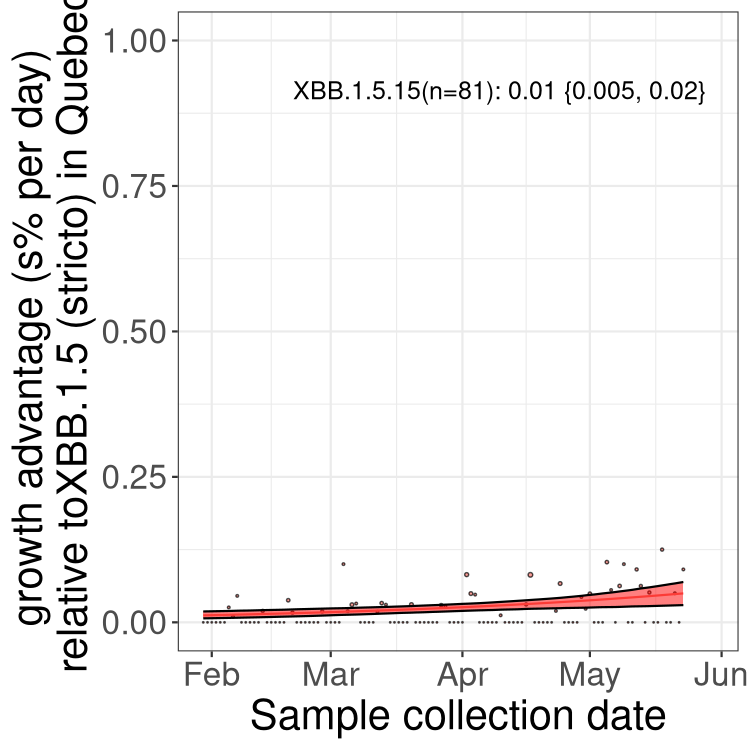 growth advantage (s% per day)
relative toXBB.1.5 (stricto) in Quebec
1.00
0.75
0.50
0.25
0.00
XBB.1.5.15(n=81): 0.01 {0.005, 0.02}
Feb
Mar
Apr
May
Jun
Sample collection date